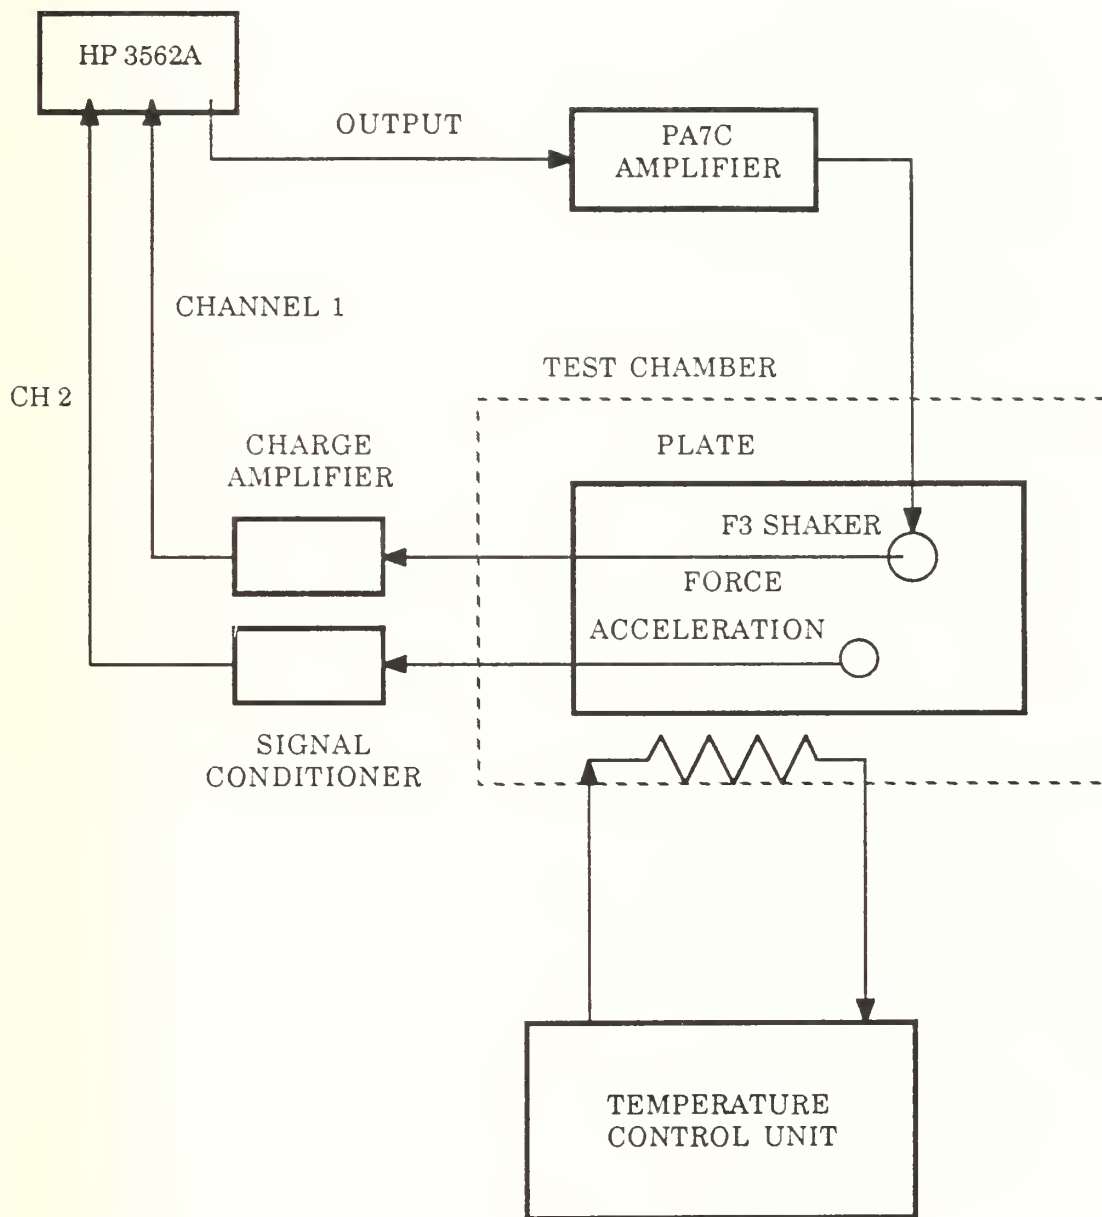 HP 3562A
OUTPUT
PA7C
AMPLIFIER
CHANNEL 1
TEST CHAMBER
CH 2
CHARGE
AMPLIFIER
PLATE
F3 SHAKER
FORCE
ACCELERATION
SIGNAL
CONDITIONER
TEMPERATURE
CONTROL UNIT